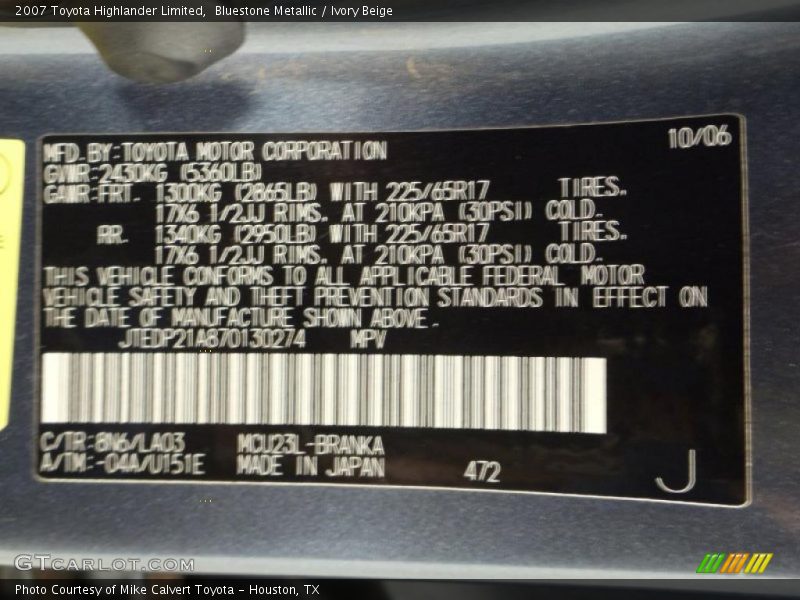 2007 Toyota Highlander Limited,  Bluestone Metallic / Ivory Beige
10/06
MFD.BY:TOYOTA MOTOR CORPORATION
GVWR:2430KG (5360LB)
GAWR:FRT. 1300KG (2865LB) WITH 225/65R17 TIRES.
17X6 1/2JJ RIMS. AT 210KPA (30PSI) COLD.
RR. 1340KG (2950LB) WITH 225/65R17 TIRES.
17X6 1/2JJ RIMS. AT 210KPA (30PSI) COLD.
THIS VEHICLE CONFORMS TO ALL APPLICABLE FEDERAL MOTOR
VEHICLE SAFETY AND THEFT PREVENTION STANDARDS IN EFFECT ON
THE DATE OF MANUFACTURE SHOWN ABOVE.
JTEDP21A870130274 MPV
C/TR:8N6/LA03 MCU23L-BRANKA
A/TM:-04A/U151E MADE IN JAPAN 472 J
GTCARLOT.COM
Photo Courtesy of Mike Calvert Toyota - Houston, TX